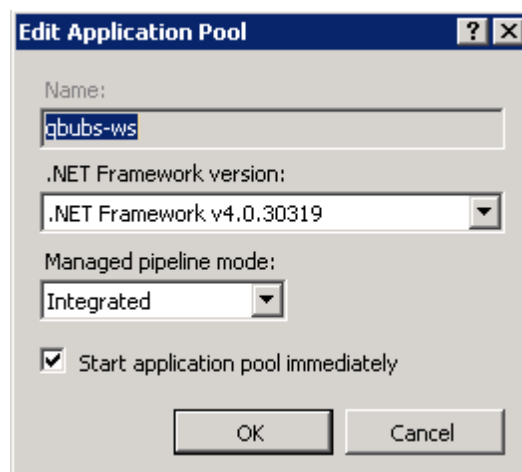 Edit Application Pool
Name:
qbubs-ws
.NET Framework version:
.NET Framework v4.0.30319
Managed pipeline mode:
Integrated
Start application pool immediately
OK
Cancel